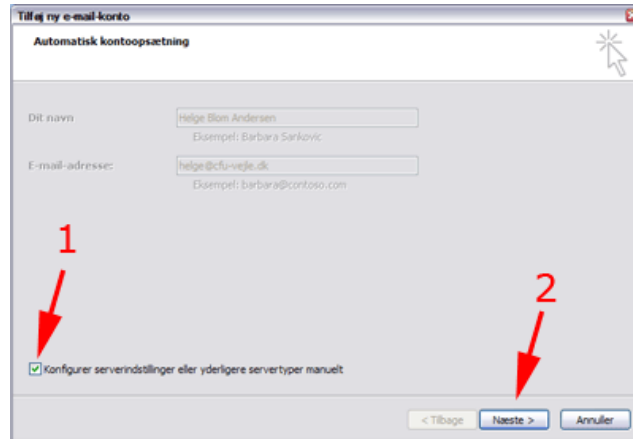 Tilføj ny e-mail-konto
Automatisk kontoopsætning
Dit navn
Helge Blom Andersen
Eksempel: Barbara Sankovic
E-mail-adresse:
helge@cfu-vejle.dk
Eksempel: barbara@contoso.com
1
2
Konfigurer serverindstillinger eller yderligere servertyper manuelt
< Tilbage Næste > Annuller